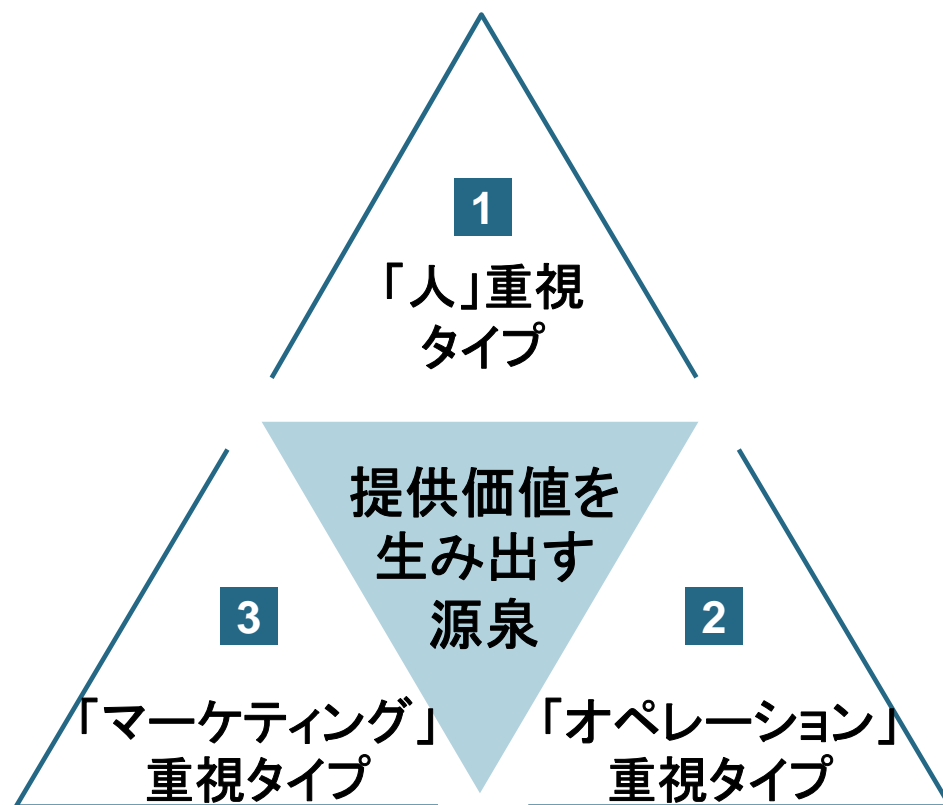 1
「人」重視
タイプ
提供価値を
生み出す
源泉
3
「マーケティング」
重視タイプ
2
「オペレーション」
重視タイプ